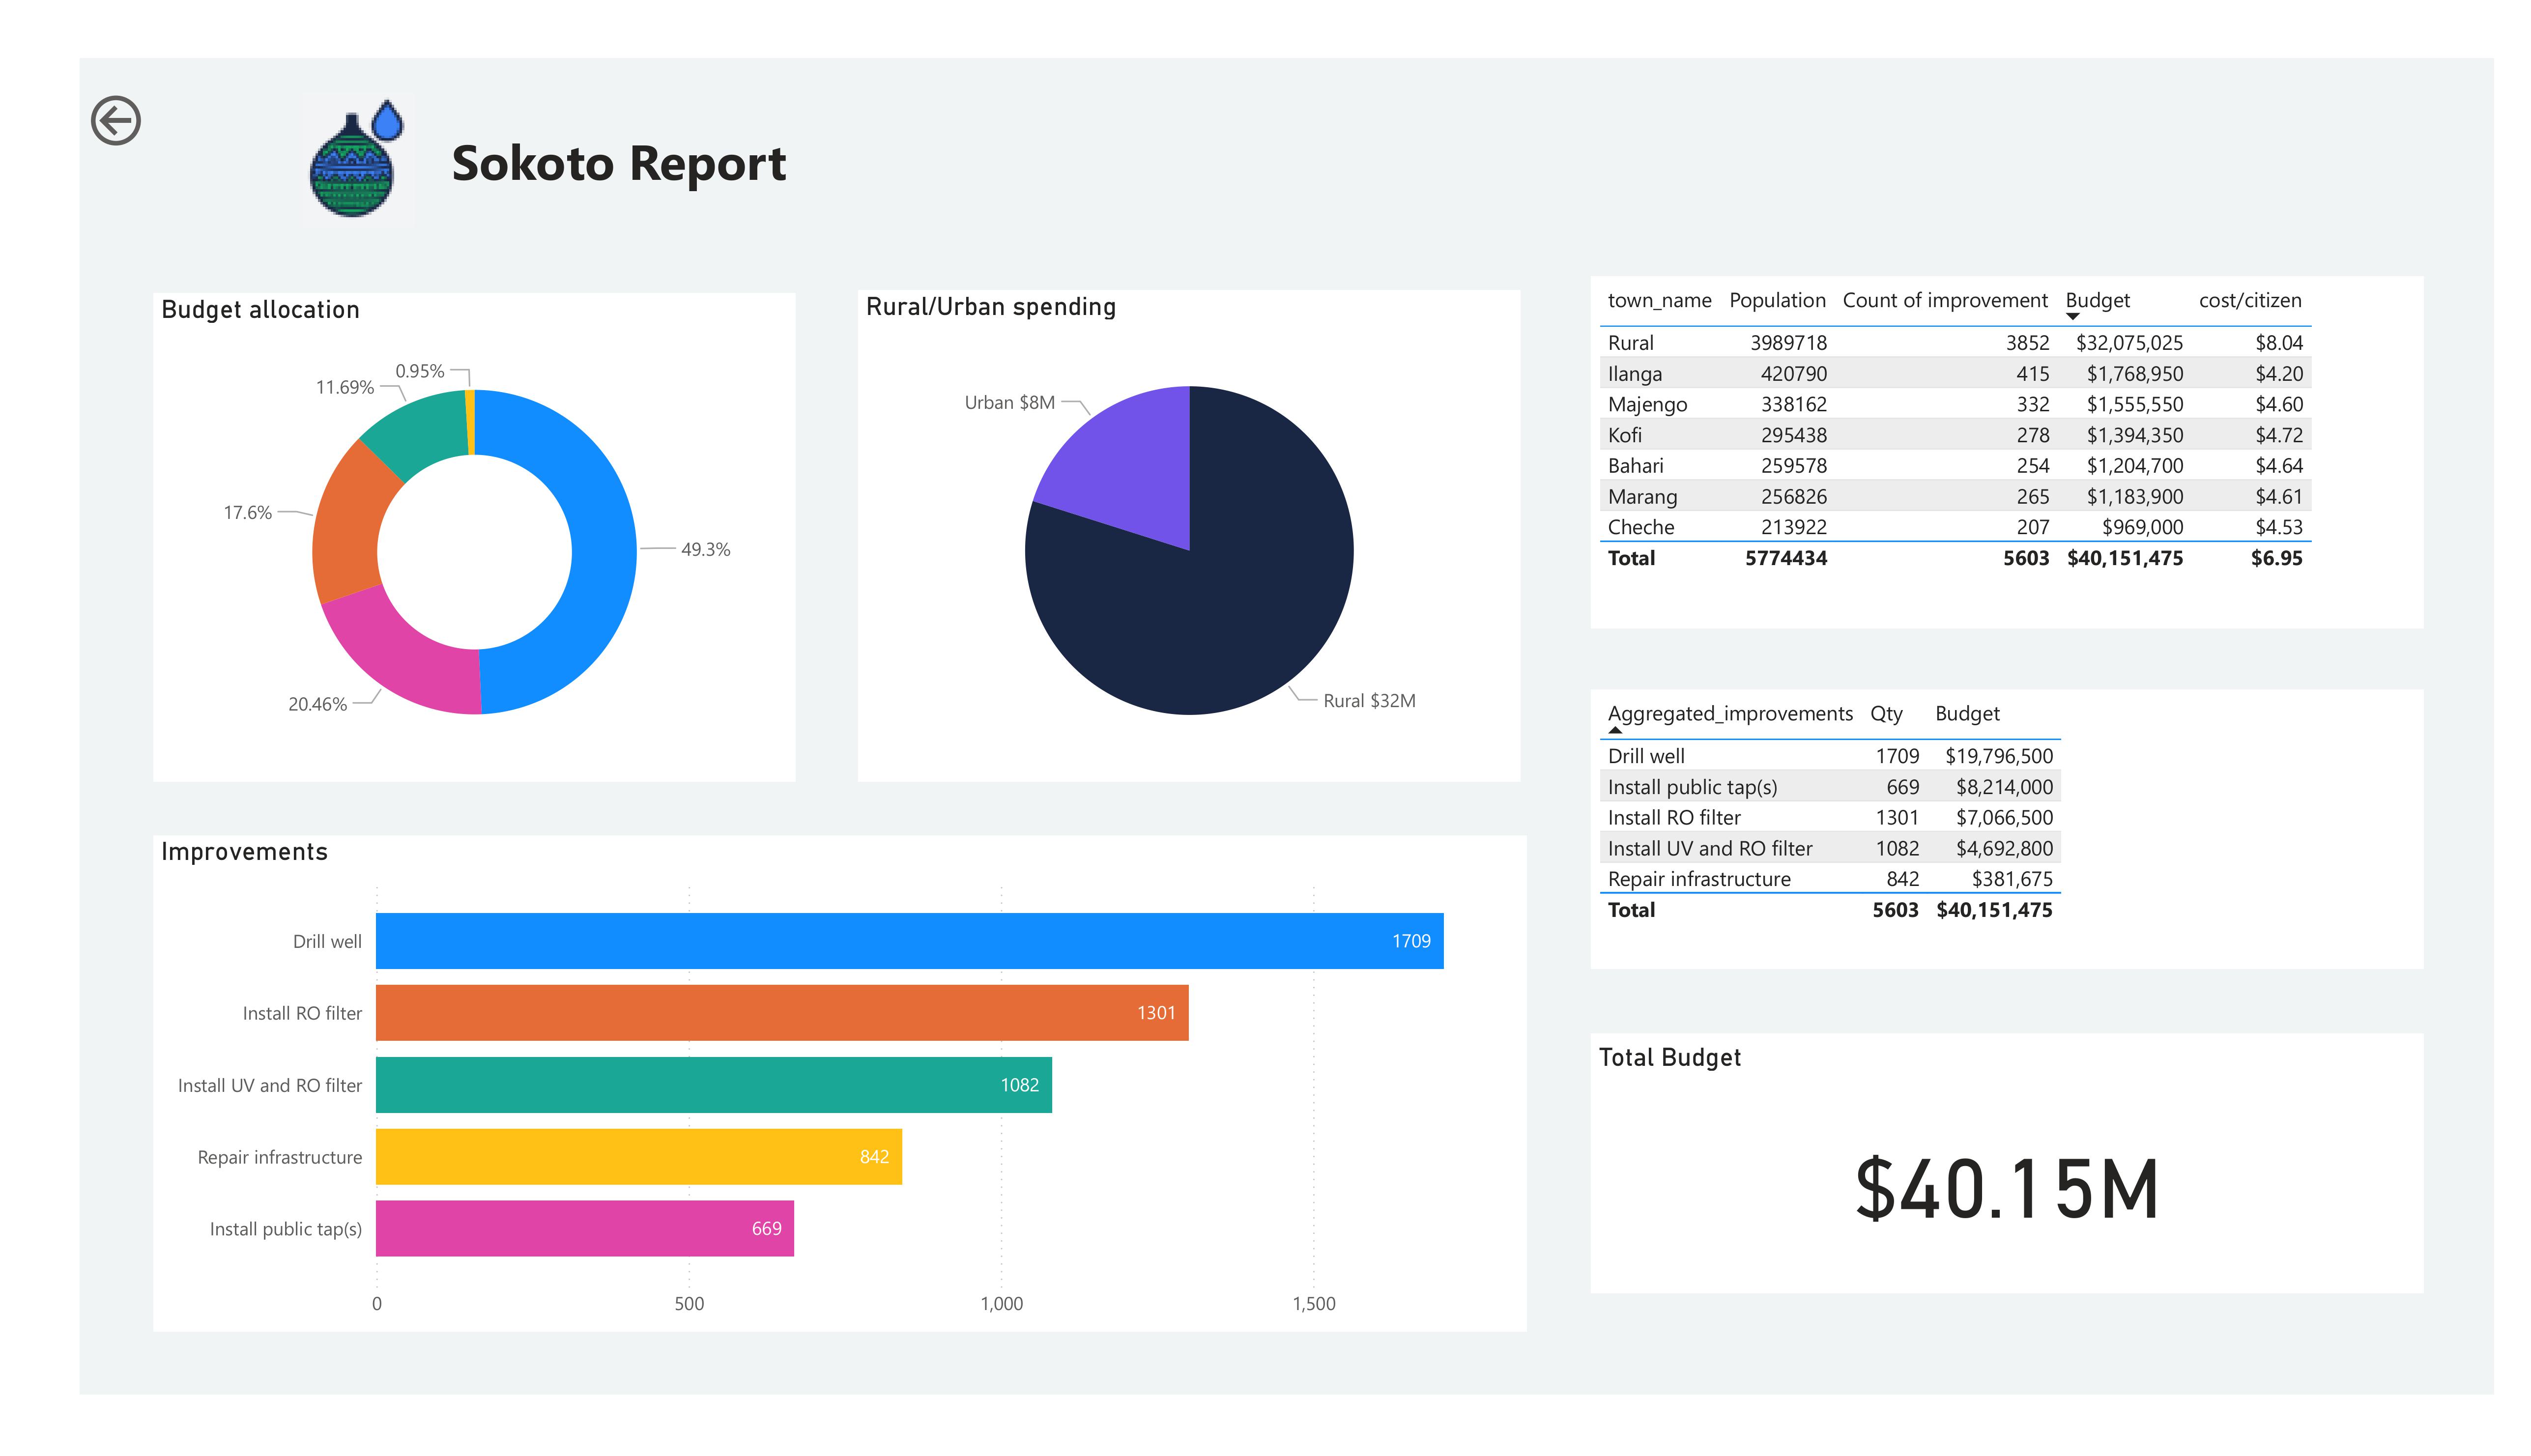 Sokoto Report
Budget allocation
0.95%
11.69%
17.6%
49.3%
20.46%
Rural/Urban spending
Urban $8M
Rural $32M
town_name Population Count of improvement Budget cost/citizen
Rural 3989718 3852 $32,075,025 $8.04
Ilanga 420790 415 $1,768,950 $4.20
Majengo 338162 332 $1,555,550 $4.60
Kofi 295438 278 $1,394,350 $4.72
Bahari 259578 254 $1,204,700 $4.64
Marang 256826 265 $1,183,900 $4.61
Cheche 213922 207 $969,000 $4.53
Total 5774434 5603 $40,151,475 $6.95
Aggregated_improvements Qty Budget
Drill well 1709 $19,796,500
Install public tap(s) 669 $8,214,000
Install RO filter 1301 $7,066,500
Install UV and RO filter 1082 $4,692,800
Repair infrastructure 842 $381,675
Total 5603 $40,151,475
Improvements
Drill well 1709
Install RO filter 1301
Install UV and RO filter 1082
Repair infrastructure 842
Install public tap(s) 669
0 500 1,000 1,500
Total Budget
$40.15M